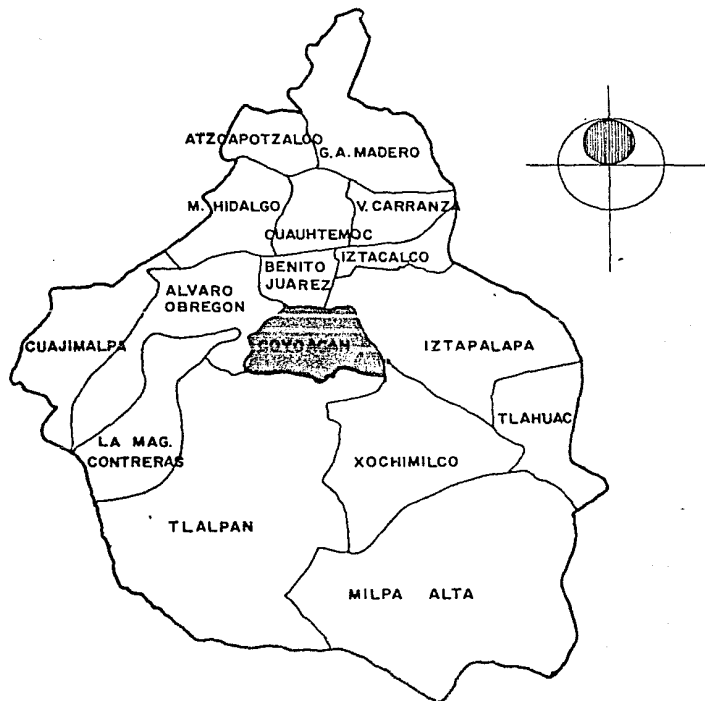 ATZCAPOTZALCO
G. A. MADERO
M. HIDALGO
V. CARRANZA
CUAUHTEMOC
BENITO
JUAREZ
IZTACALCO
ALVARO
OBREGON
CUAJIMALPA
COYOACAN
IZTAPALAPA
TLAHUAC
LA MAG.
CONTRERAS
XOCHIMILCO
TLALPAN
MILPA ALTA